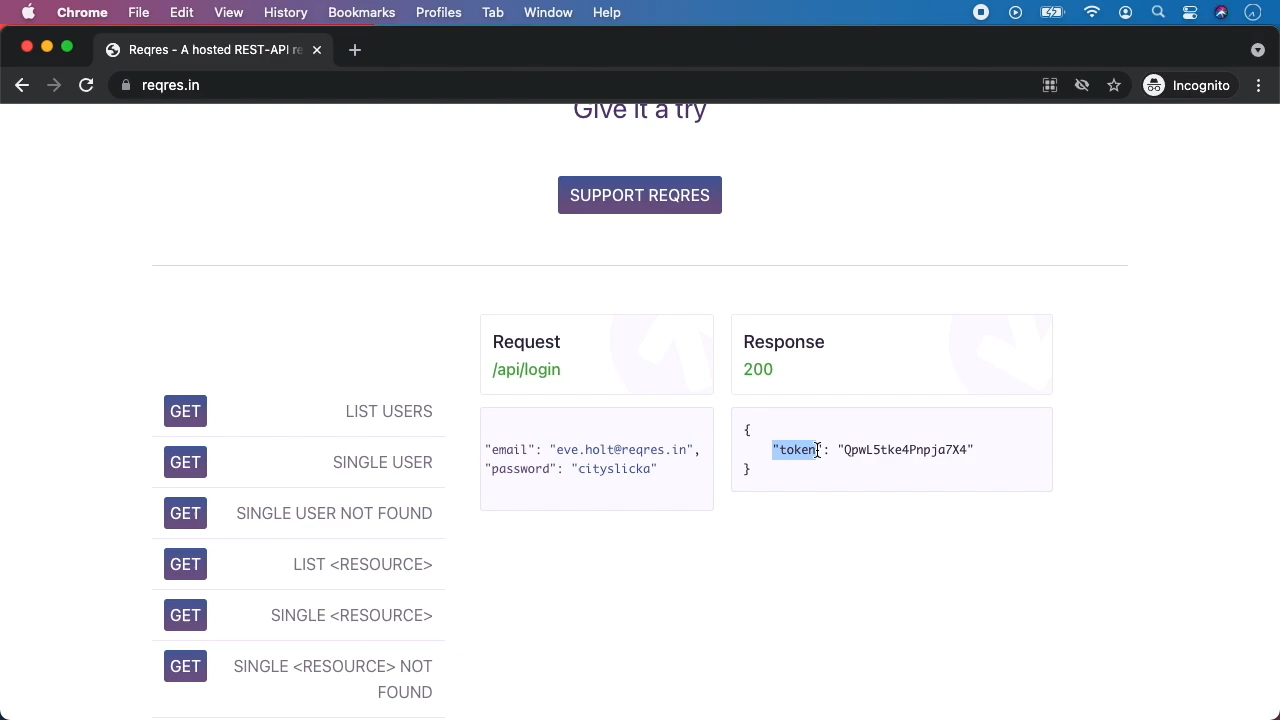 Chrome File Edit View History Bookmarks Profiles Tab Window Help
Reqres - A hosted REST-API re
reqres.in
Incognito
Give it a try
SUPPORT REQRES
Request
/api/login
Response
200
"email": "eve.holt@reqres.in",
"password": "cityslicka"
{
"token": "QpwL5tke4Pnpja7X4"
}
GET LIST USERS
GET SINGLE USER
GET SINGLE USER NOT FOUND
GET LIST <RESOURCE>
GET SINGLE <RESOURCE>
GET SINGLE <RESOURCE> NOT
FOUND